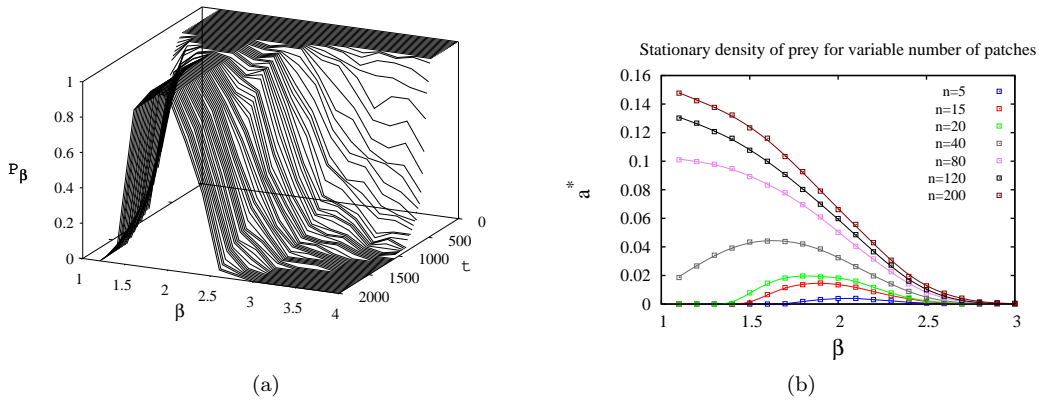 1
0.8
0.6
0.4
0.2
0
Pβ
1
1.5
2
2.5
3
3.5
4
β
0
500
1000
1500
2000
t
(a)
Stationary density of prey for variable number of patches
0.16
0.14
0.12
0.1
0.08
0.06
0.04
0.02
0
a*
1
1.5
2
2.5
3
β
n=5
n=15
n=20
n=40
n=80
n=120
n=200
(b)